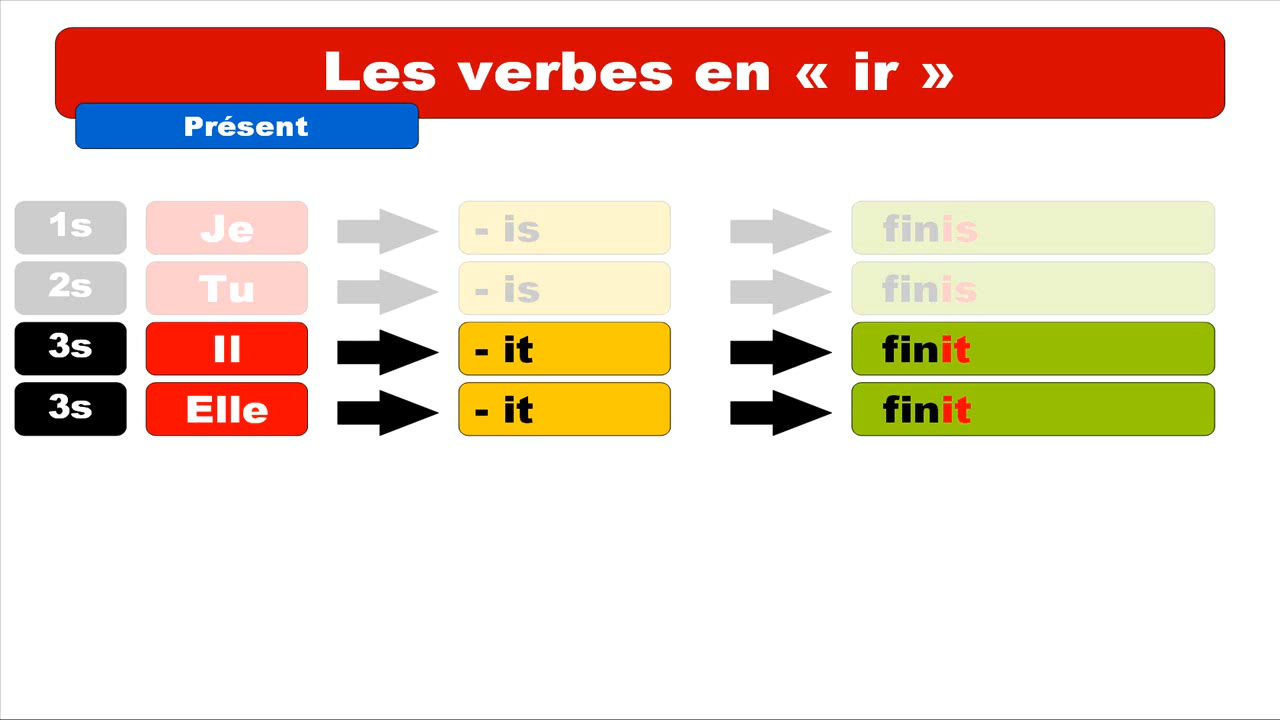 Les verbes en « ir »
Présent
1s Je - is finis
2s Tu - is finis
3s Il - it finit
3s Elle - it finit